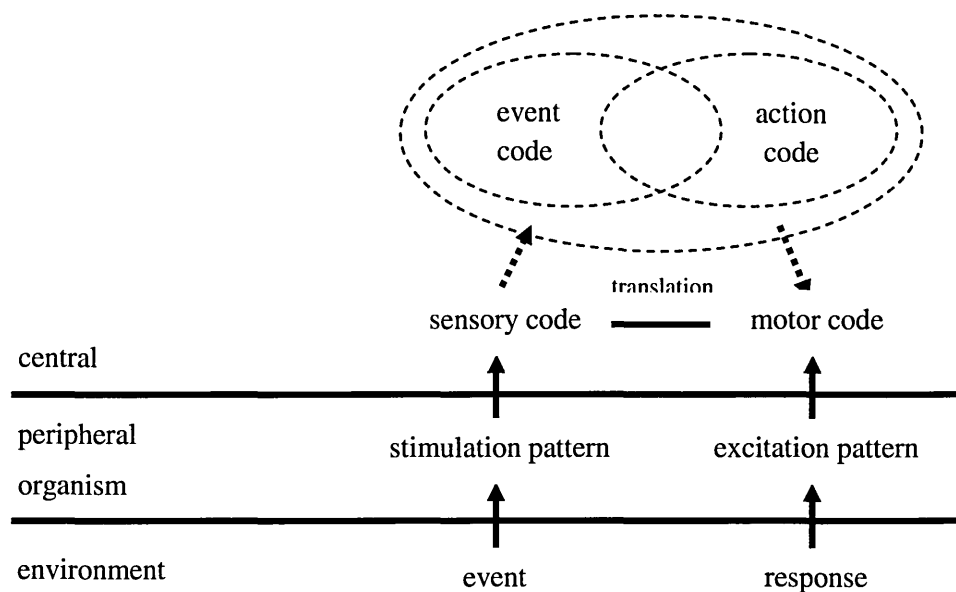 event action
code code
translation
sensory code motor code
central
peripheral stimulation pattern excitation pattern
organism
environment event response